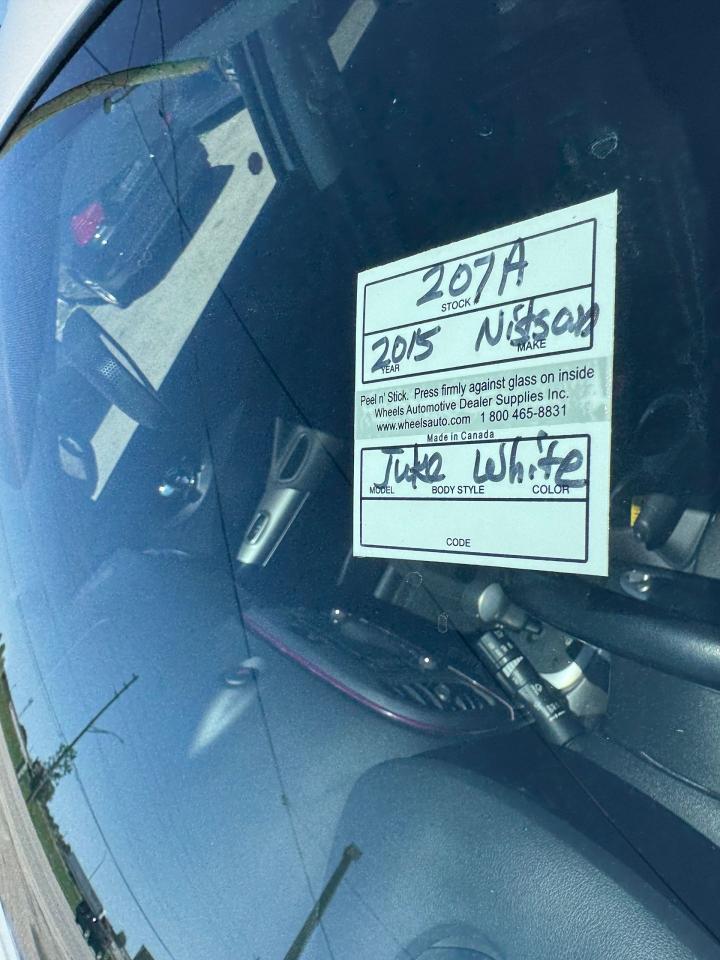 207A
STOCK
2015 Nissan
YEAR MAKE
Peel n' Stick. Press firmly against glass on inside
Wheels Automotive Dealer Supplies Inc.
www.wheelsauto.com 1 800 465-8831
Made in Canada
Juke White
MODEL BODY STYLE COLOR
CODE